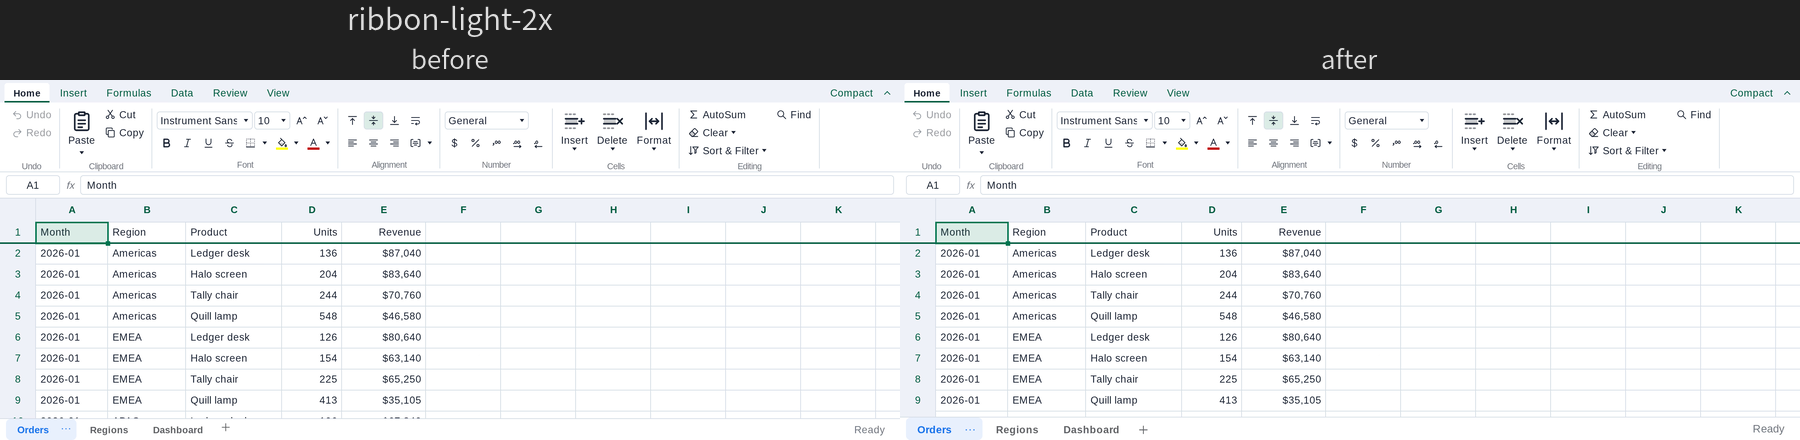 ribbon-light-2x
before after
Home Insert Formulas Data Review View Compact
Undo Redo Paste Cut Copy Instrument Sans 10 General Insert Delete Format AutoSum Clear Sort & Filter Find
B I U S A $ %
Undo Clipboard Font Alignment Number Cells Editing
A1 fx Month
A B C D E F G H I J K
1 Month Region Product Units Revenue
2 2026-01 Americas Ledger desk 136 $87,040
3 2026-01 Americas Halo screen 204 $83,640
4 2026-01 Americas Tally chair 244 $70,760
5 2026-01 Americas Quill lamp 548 $46,580
6 2026-01 EMEA Ledger desk 126 $80,640
7 2026-01 EMEA Halo screen 154 $63,140
8 2026-01 EMEA Tally chair 225 $65,250
9 2026-01 EMEA Quill lamp 413 $35,105
Orders ... Regions Dashboard + Ready
Home Insert Formulas Data Review View Compact
Undo Redo Paste Cut Copy Instrument Sans 10 General Insert Delete Format AutoSum Clear Sort & Filter Find
B I U S A $ %
Undo Clipboard Font Alignment Number Cells Editing
A1 fx Month
A B C D E F G H I J K
1 Month Region Product Units Revenue
2 2026-01 Americas Ledger desk 136 $87,040
3 2026-01 Americas Halo screen 204 $83,640
4 2026-01 Americas Tally chair 244 $70,760
5 2026-01 Americas Quill lamp 548 $46,580
6 2026-01 EMEA Ledger desk 126 $80,640
7 2026-01 EMEA Halo screen 154 $63,140
8 2026-01 EMEA Tally chair 225 $65,250
9 2026-01 EMEA Quill lamp 413 $35,105
Orders ... Regions Dashboard + Ready